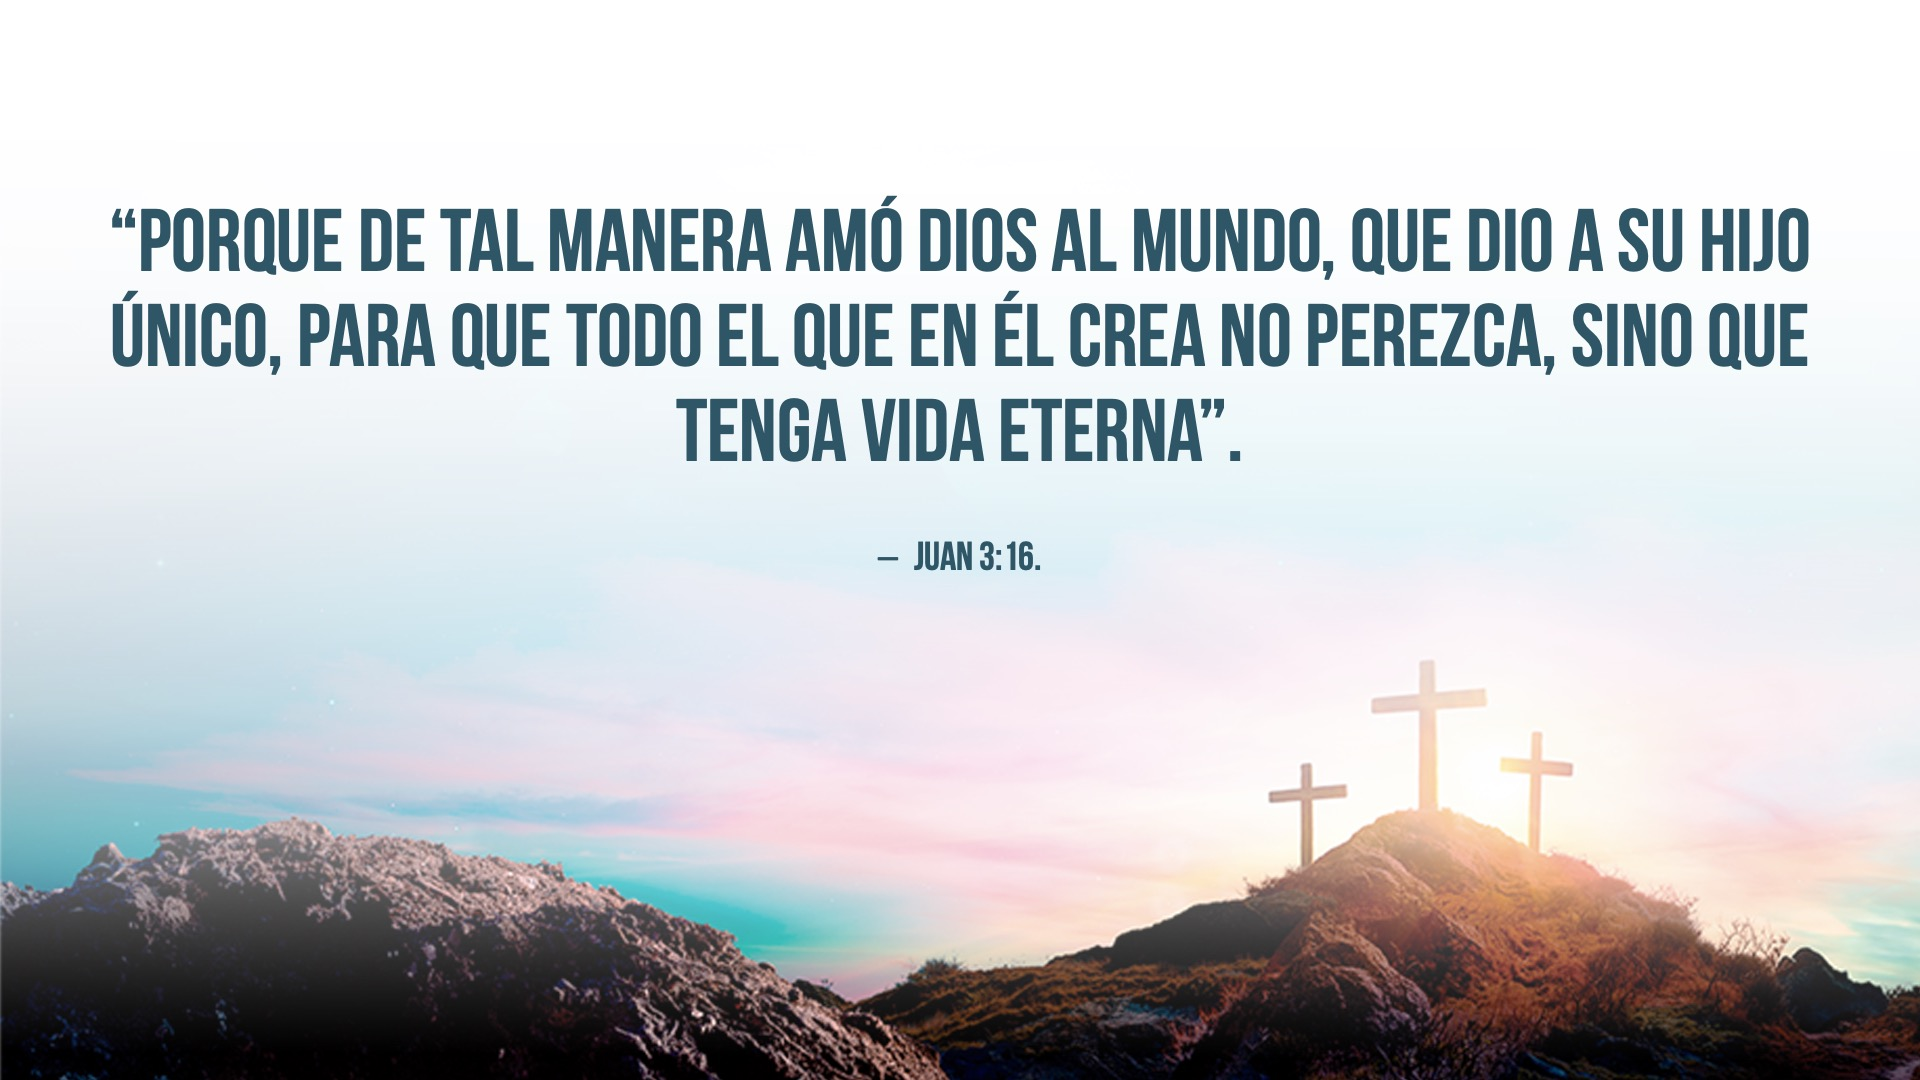 “PORQUE DE TAL MANERA AMÓ DIOS AL MUNDO, QUE DIO A SU HIJO
ÚNICO, PARA QUE TODO EL QUE EN ÉL CREA NO PEREZCA, SINO QUE
TENGA VIDA ETERNA”.
– JUAN 3:16.